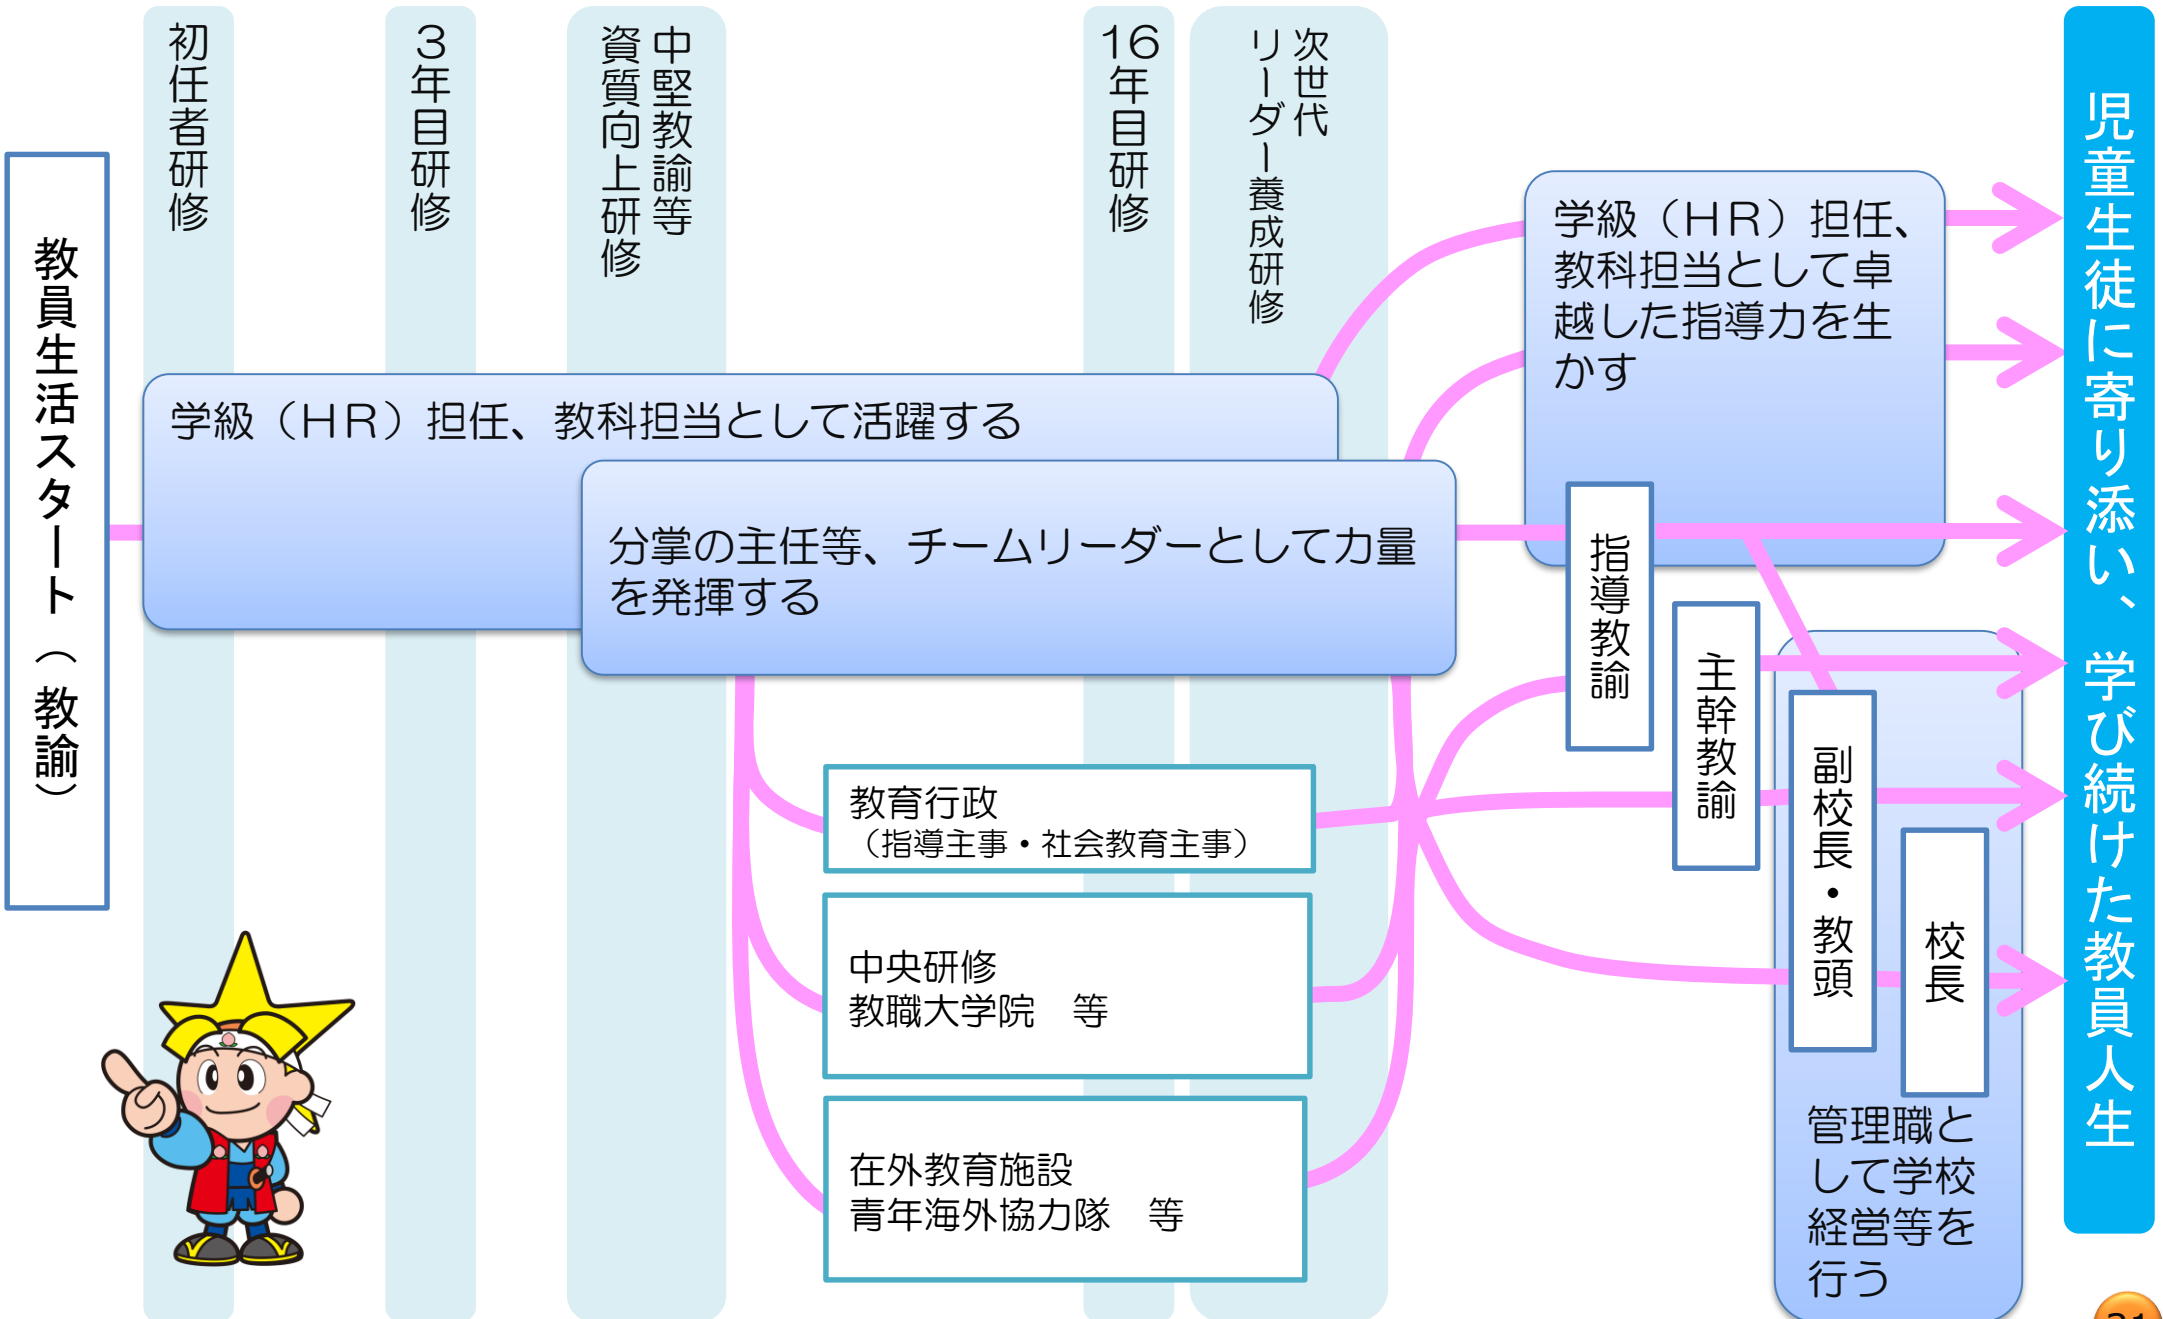 教員生活スタート（教諭）
初任者研修
３年目研修
中堅教諭等
資質向上研修
16年目研修
次世代
リーダー養成研修
学級（ＨＲ）担任、教科担当として活躍する
分掌の主任等、チームリーダーとして力量
を発揮する
教育行政
（指導主事・社会教育主事）
中央研修
教職大学院　等
在外教育施設
青年海外協力隊　等
学級（ＨＲ）担任、
教科担当として卓
越した指導力を生
かす
指導教諭
主幹教諭
副校長・教頭
校長
管理職と
して学校
経営等を
行う
児童生徒に寄り添い、学び続けた教員人生